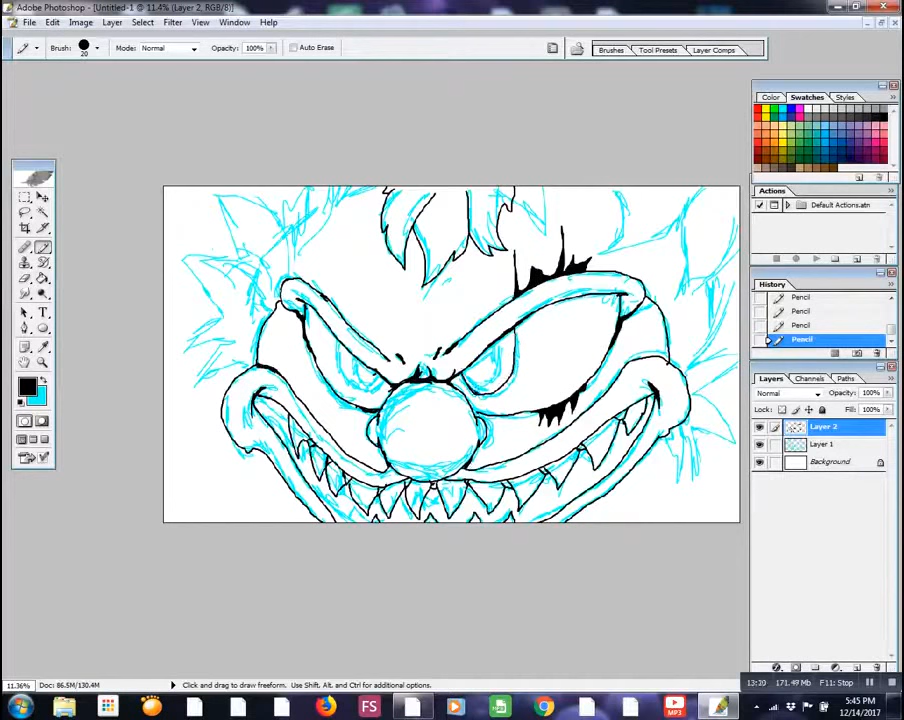 Adobe Photoshop - [Untitled-1 @ 11.4% (Layer 2, RGB/8)]
File Edit Image Layer Select Filter View Window Help
Brush: 20 Mode: Normal Opacity: 100% Auto Erase Brushes Tool Presets Layer Comps
Color Swatches Styles
Actions
Default Actions.atn
History
Pencil
Pencil
Pencil
Pencil
Layers Channels Paths
Normal Opacity: 100%
Lock: Fill: 100%
Layer 2
Layer 1
Background
11.36% Doc: 86.5M/130.4M Click and drag to draw freeform. Use Shift, Alt, and Ctrl for additional options.
171.49 MB F11: Stop
FS MP3
5:45 PM
12/14/2017